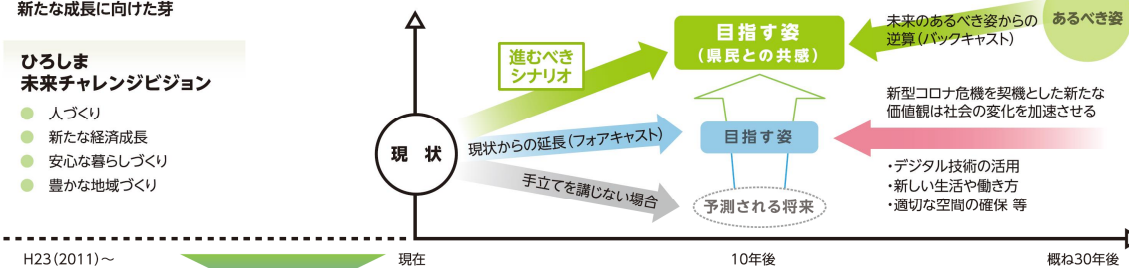 新たな成長に向けた芽
ひろしま
未来チャレンジビジョン
人づくり
新たな経済成長
安心な暮らしづくり
豊かな地域づくり
H23(2011)～
現　状
進むべき
シナリオ
現状からの延長(フォアキャスト)
手立てを講じない場合
目指す姿
(県民との共感)
目指す姿
予測される将来
未来のあるべき姿からの
逆算(バックキャスト)
あるべき姿
新型コロナ危機を契機とした新たな
価値観は社会の変化を加速させる
・デジタル技術の活用
・新しい生活や働き方
・適切な空間の確保 等
現在
10年後
概ね30年後